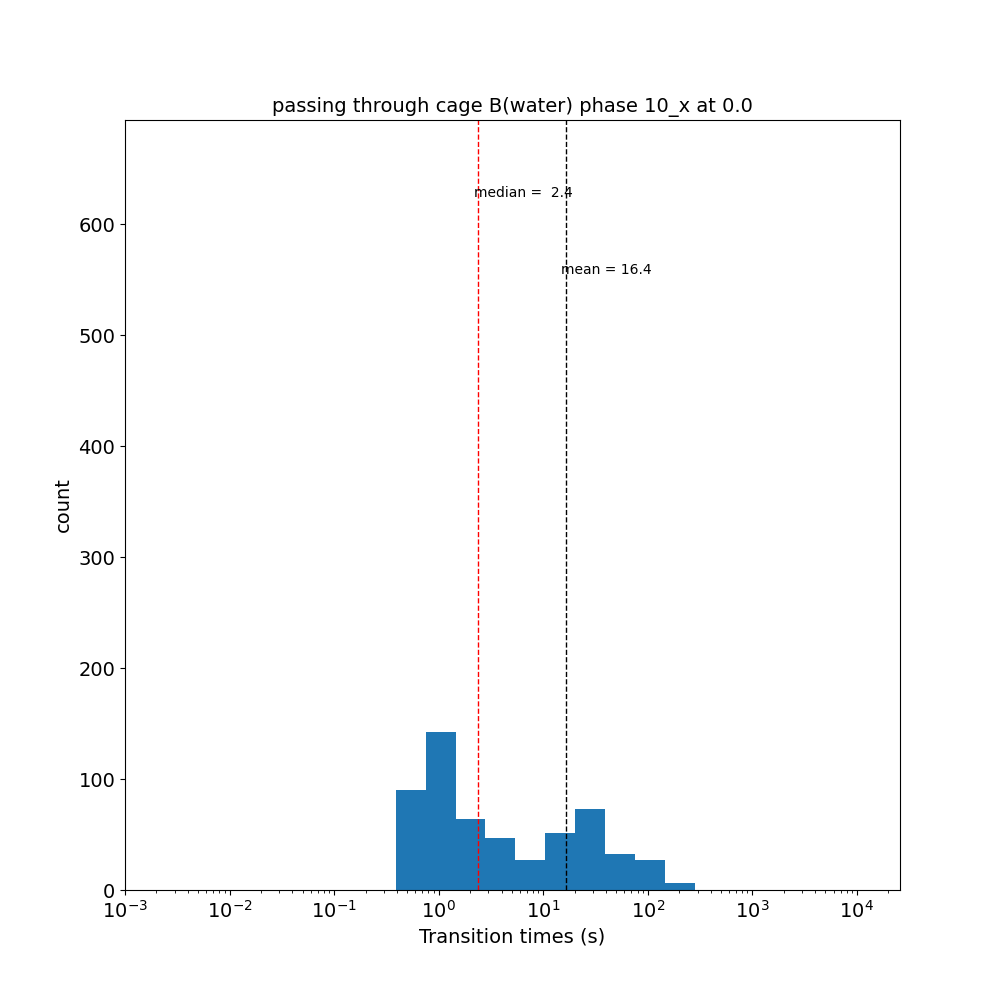 passing through cage B(water) phase 10_x at 0.0
median =  2.4
mean = 16.4
600
500
400
300
200
100
0
count
10⁻³ 10⁻² 10⁻¹ 10⁰ 10¹ 10² 10³ 10⁴
Transition times (s)